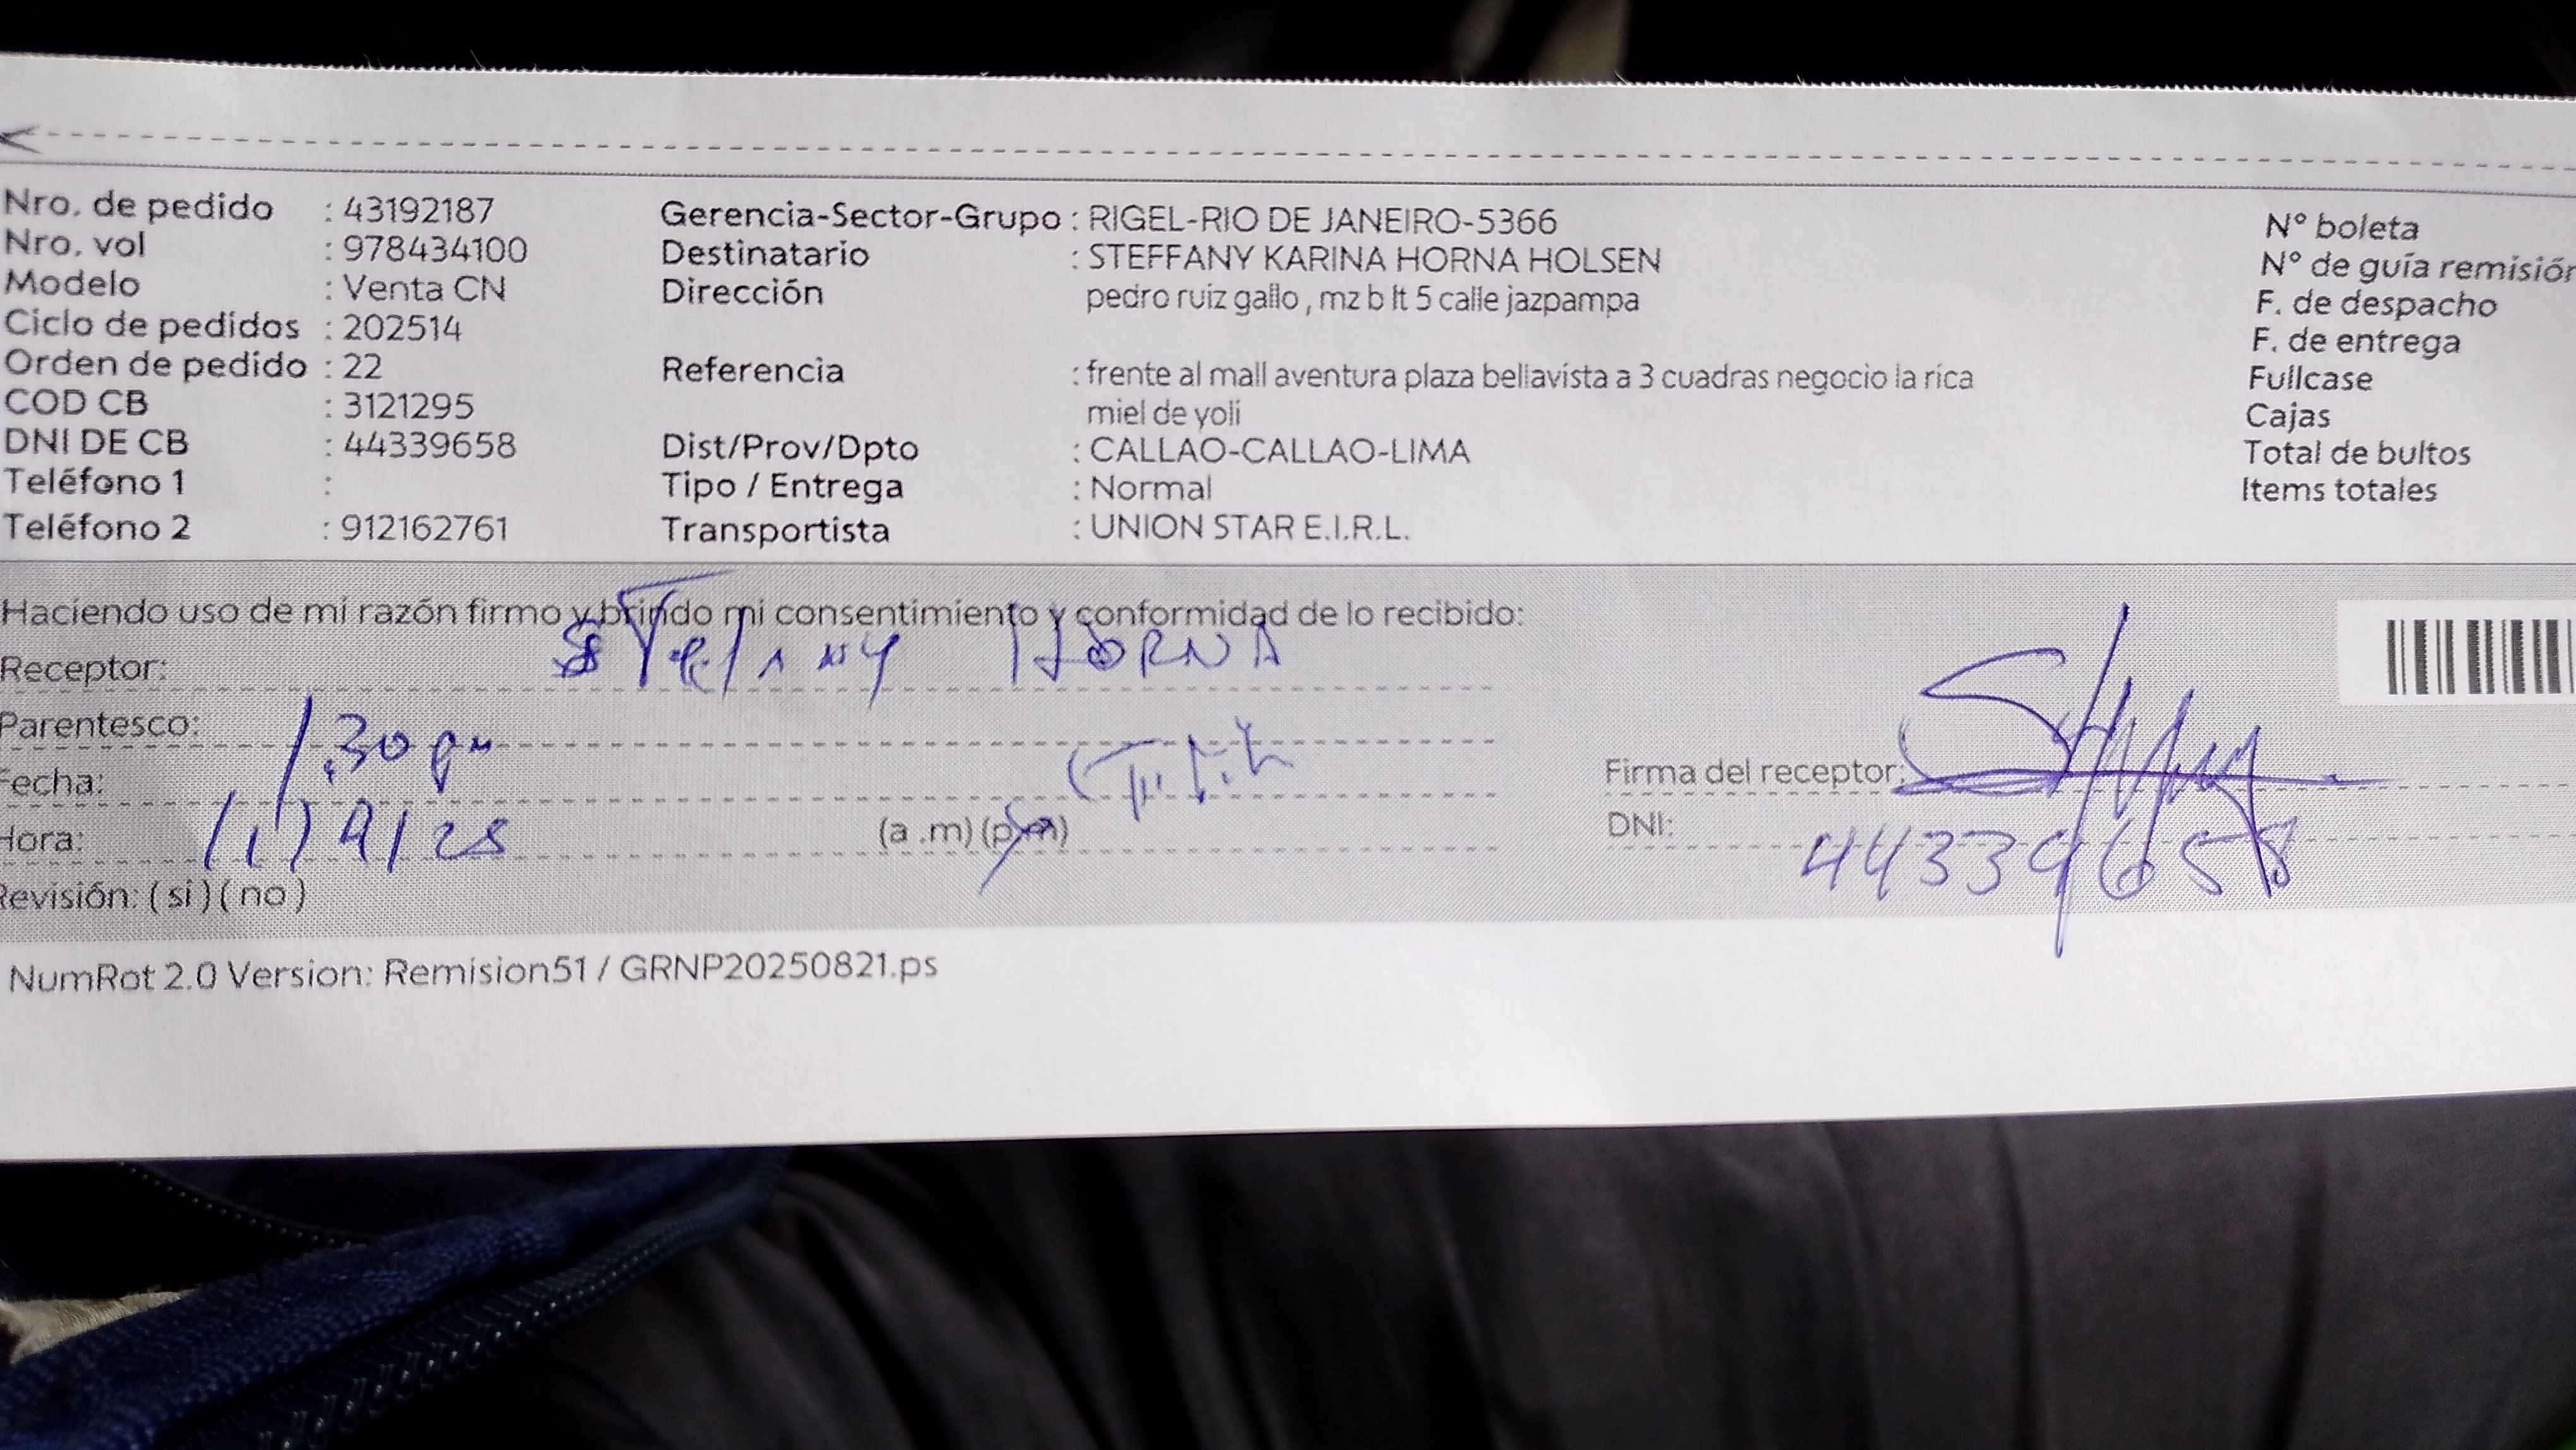 Nro. de pedido : 43192187
Nro. vol : 978434100
Modelo : Venta CN
Ciclo de pedidos : 202514
Orden de pedido : 22
COD CB : 3121295
DNI DE CB : 44339658
Teléfono 1 :
Teléfono 2 : 912162761
Gerencia-Sector-Grupo : RIGEL-RIO DE JANEIRO-5366
Destinatario : STEFFANY KARINA HORNA HOLSEN
Dirección pedro ruiz gallo , mz b lt 5 calle jazpampa
Referencia : frente al mall aventura plaza bellavista a 3 cuadras negocio la rica
miel de yoli
Dist/Prov/Dpto : CALLAO-CALLAO-LIMA
Tipo / Entrega : Normal
Transportista : UNION STAR E.I.R.L.
N° boleta
N° de guía remisión
F. de despacho
F. de entrega
Fullcase
Cajas
Total de bultos
Items totales
Haciendo uso de mi razón firmo y brindo mi consentimiento y conformidad de lo recibido:
Receptor: HORNA
Parentesco:
1.30 pm
Fecha:
Hora: (a .m) (p.m)
Revisión: ( si ) ( no )
Firma del receptor:
DNI: 44339658
NumRot 2.0 Version: Remision51 / GRNP20250821.ps